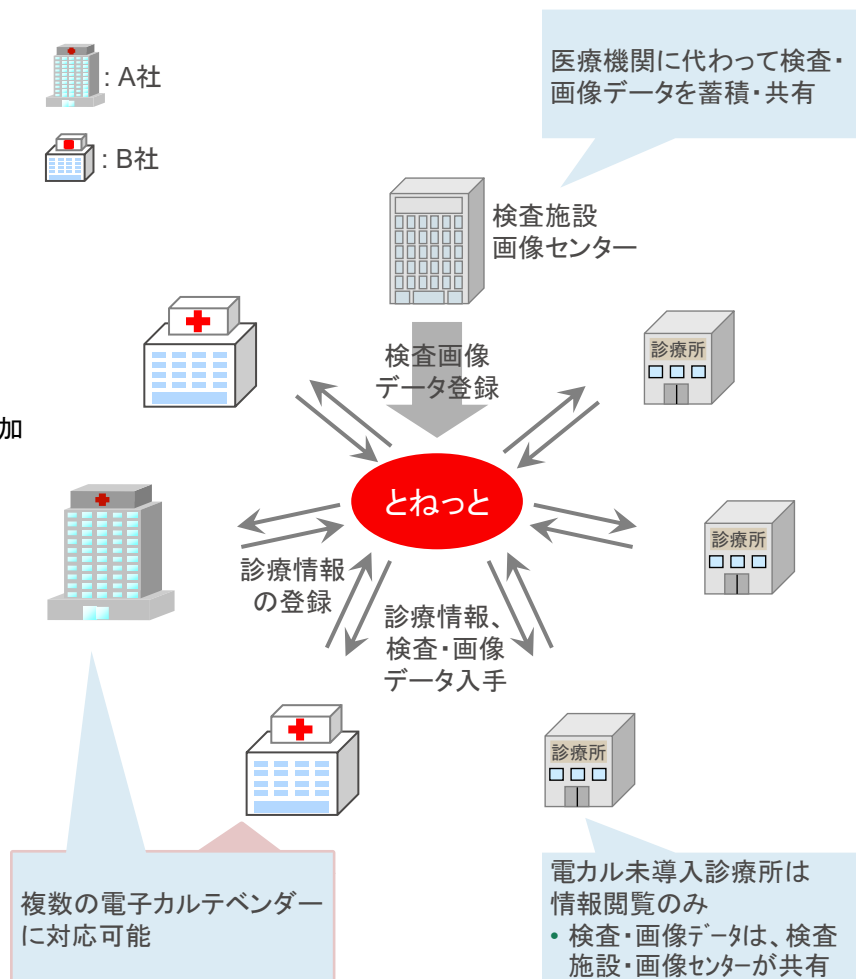 : A社
: B社
医療機関に代わって検査・
画像データを蓄積・共有
検査施設
画像センター
検査画像
データ登録
診療所
加
とねっと
診療所
診療情報
の登録
診療情報、
検査・画像
データ入手
診療所
複数の電子カルテベンダー
に対応可能
電カル未導入診療所は
情報閲覧のみ
• 検査・画像ﾃﾞｰﾀは、検査
施設・画像ｾﾝﾀｰが共有